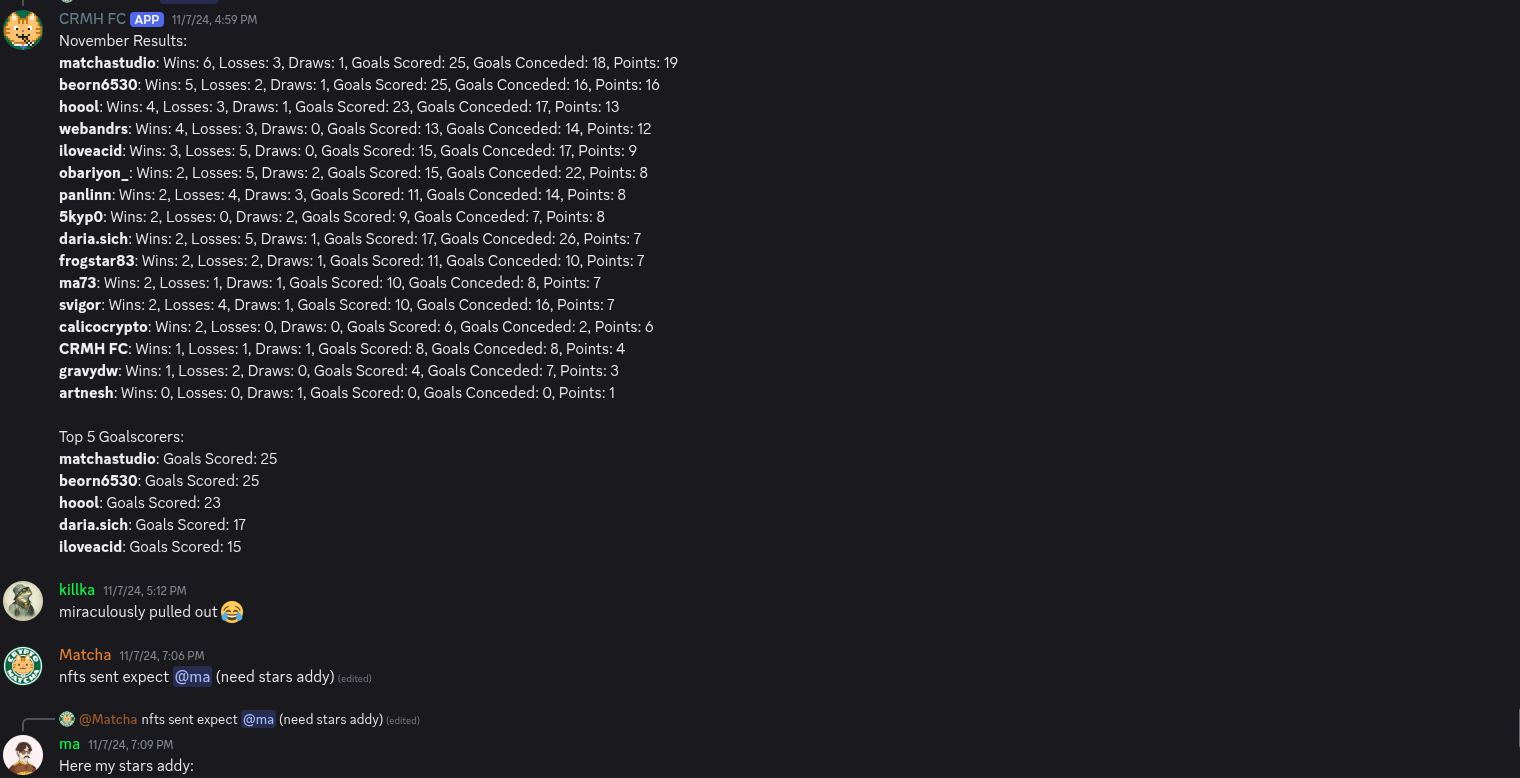 CRMH FC APP 11/7/24, 4:59 PM
November Results:
matchastudio: Wins: 6, Losses: 3, Draws: 1, Goals Scored: 25, Goals Conceded: 18, Points: 19
beorn6530: Wins: 5, Losses: 2, Draws: 1, Goals Scored: 25, Goals Conceded: 16, Points: 16
hoool: Wins: 4, Losses: 3, Draws: 1, Goals Scored: 23, Goals Conceded: 17, Points: 13
webandrs: Wins: 4, Losses: 3, Draws: 0, Goals Scored: 13, Goals Conceded: 14, Points: 12
iloveacid: Wins: 3, Losses: 5, Draws: 0, Goals Scored: 15, Goals Conceded: 17, Points: 9
obariyon_: Wins: 2, Losses: 5, Draws: 2, Goals Scored: 15, Goals Conceded: 22, Points: 8
panlinn: Wins: 2, Losses: 4, Draws: 3, Goals Scored: 11, Goals Conceded: 14, Points: 8
5kyp0: Wins: 2, Losses: 0, Draws: 2, Goals Scored: 9, Goals Conceded: 7, Points: 8
daria.sich: Wins: 2, Losses: 5, Draws: 1, Goals Scored: 17, Goals Conceded: 26, Points: 7
frogstar83: Wins: 2, Losses: 2, Draws: 1, Goals Scored: 11, Goals Conceded: 10, Points: 7
ma73: Wins: 2, Losses: 1, Draws: 1, Goals Scored: 10, Goals Conceded: 8, Points: 7
svigor: Wins: 2, Losses: 4, Draws: 1, Goals Scored: 10, Goals Conceded: 16, Points: 7
calicocrypto: Wins: 2, Losses: 0, Draws: 0, Goals Scored: 6, Goals Conceded: 2, Points: 6
CRMH FC: Wins: 1, Losses: 1, Draws: 1, Goals Scored: 8, Goals Conceded: 8, Points: 4
gravydw: Wins: 1, Losses: 2, Draws: 0, Goals Scored: 4, Goals Conceded: 7, Points: 3
artnesh: Wins: 0, Losses: 0, Draws: 1, Goals Scored: 0, Goals Conceded: 0, Points: 1
Top 5 Goalscorers:
matchastudio: Goals Scored: 25
beorn6530: Goals Scored: 25
hoool: Goals Scored: 23
daria.sich: Goals Scored: 17
iloveacid: Goals Scored: 15
killka 11/7/24, 5:12 PM
miraculously pulled out 😂
CRYPTO MATCHA
Matcha 11/7/24, 7:06 PM
nfts sent expect @ma (need stars addy) (edited)
@Matcha nfts sent expect @ma (need stars addy) (edited)
ma 11/7/24, 7:09 PM
Here my stars addy: